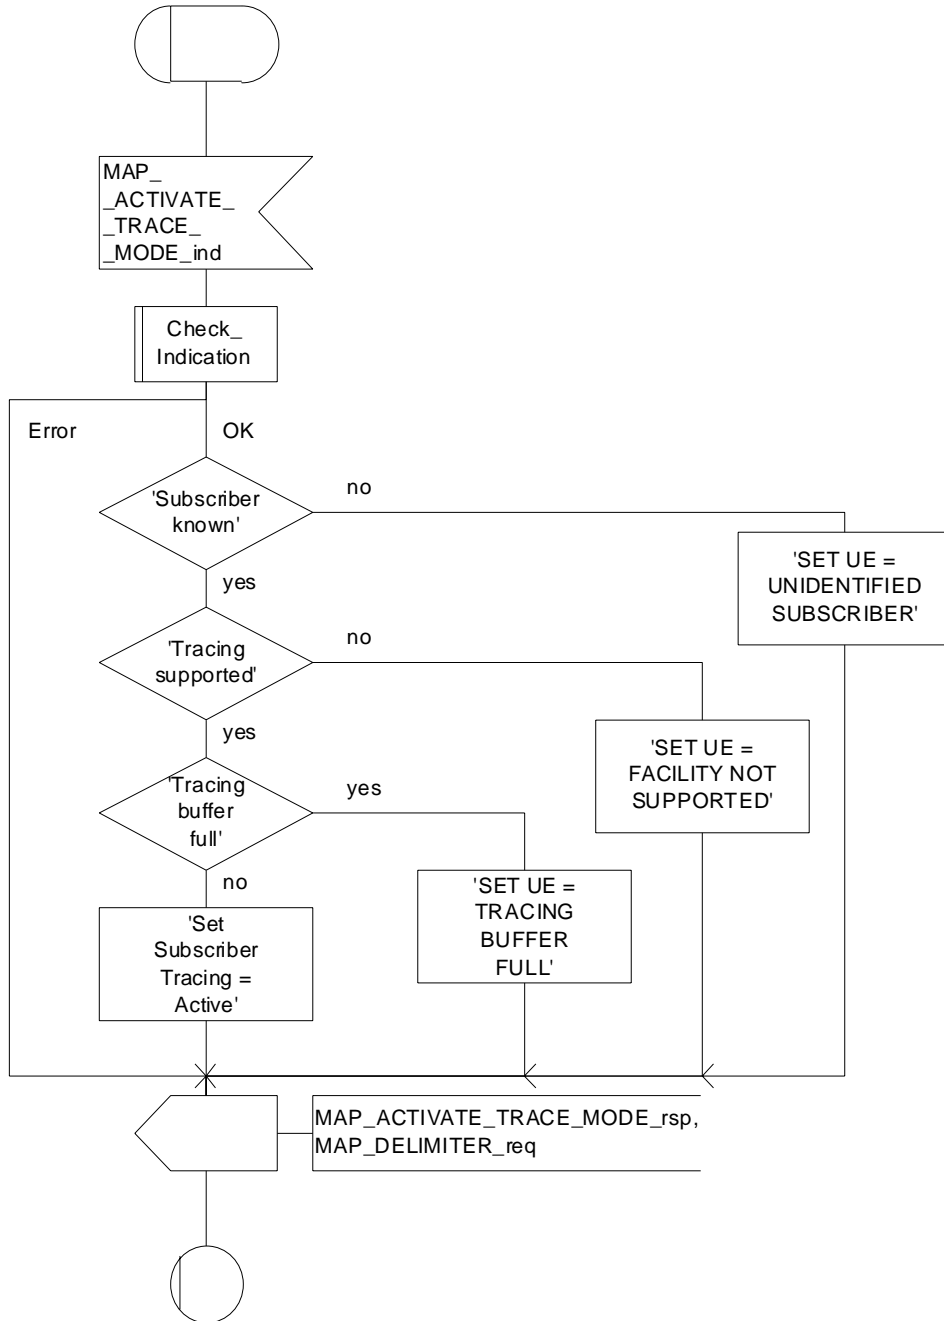 MAP_
_ACTIVATE_
_TRACE_
_MODE_ind
Check_
Indication
Error
OK
'Subscriber
known'
no
'SET UE =
UNIDENTIFIED
SUBSCRIBER'
yes
'Tracing
supported'
no
'SET UE =
FACILITY NOT
SUPPORTED'
yes
'Tracing
buffer
full'
yes
'SET UE =
TRACING
BUFFER
FULL'
no
'Set
Subscriber
Tracing =
Active'
MAP_ACTIVATE_TRACE_MODE_rsp,
MAP_DELIMITER_req